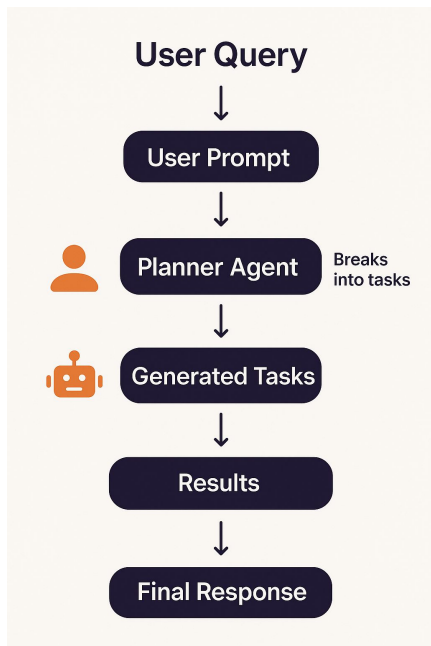 User Query
User Prompt
Planner Agent
Breaks
into tasks
Generated Tasks
Results
Final Response